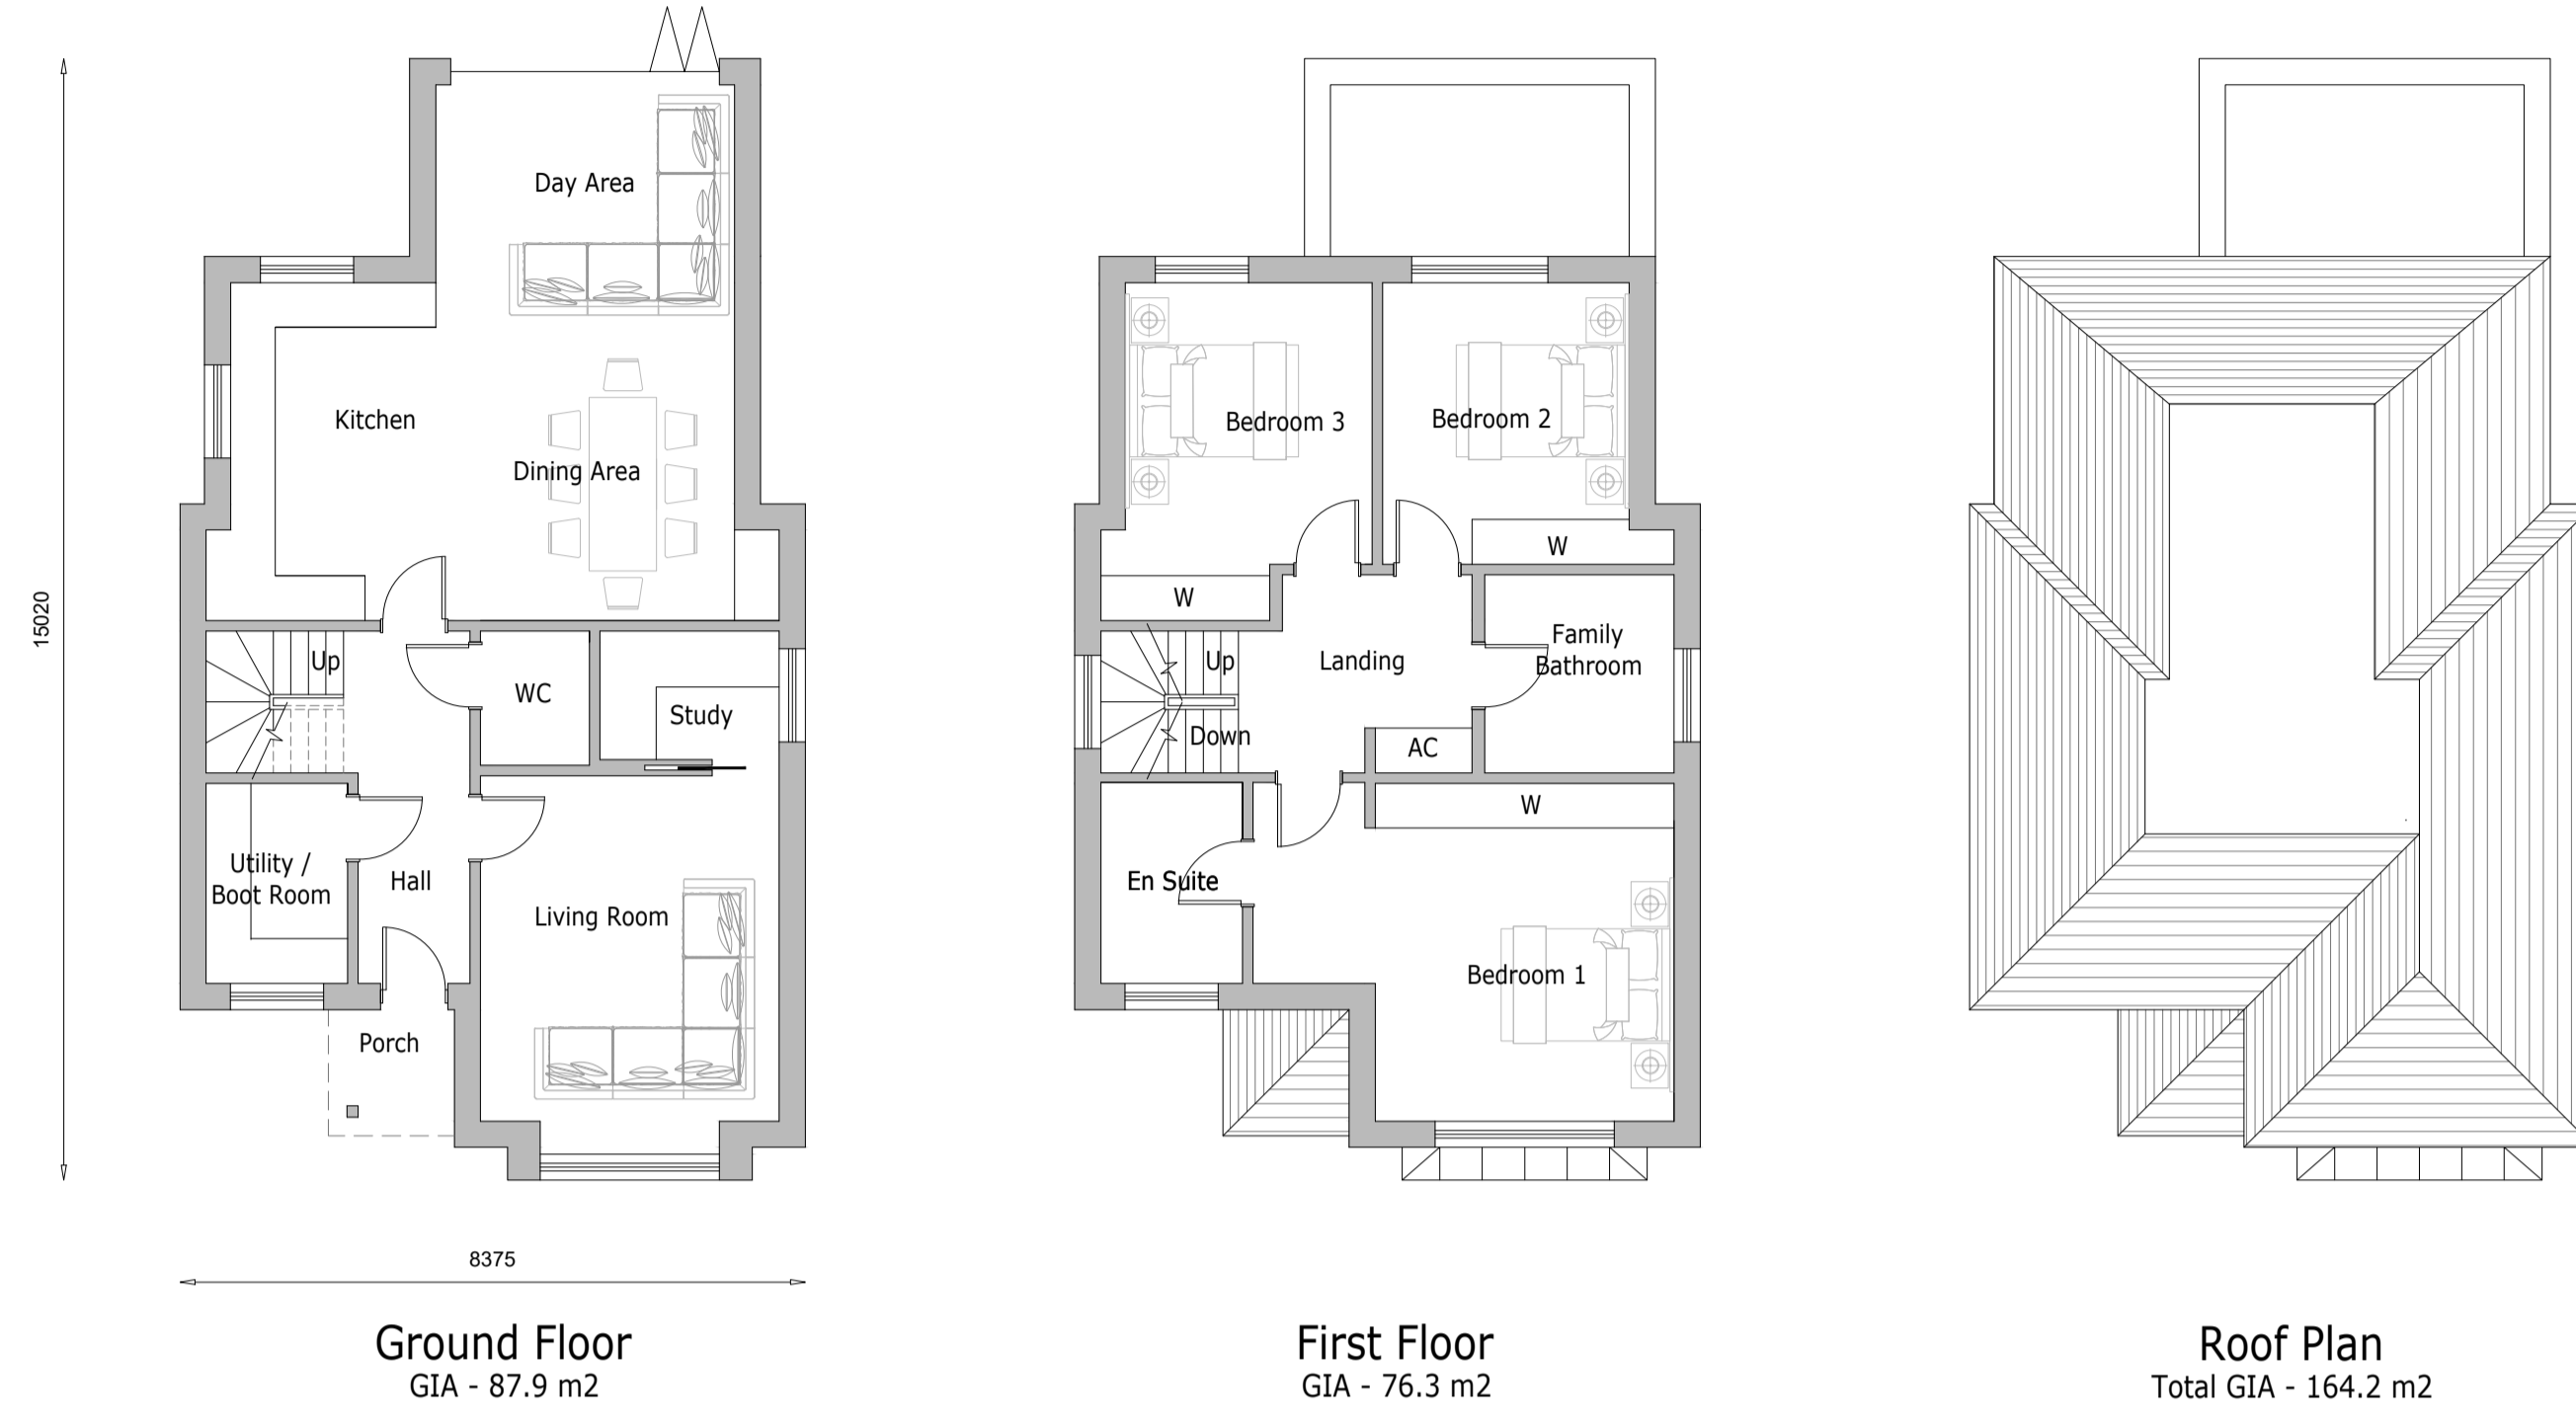 Day Area
Kitchen
Dining Area
15020
Up
WC
Study
Utility /
Boot Room
Hall
Living Room
Porch
8375
Ground Floor
GIA - 87.9 m2
Bedroom 3
Bedroom 2
W
W
Up
Landing
Family
Bathroom
Down
AC
W
En Suite
Bedroom 1
First Floor
GIA - 76.3 m2
Roof Plan
Total GIA - 164.2 m2